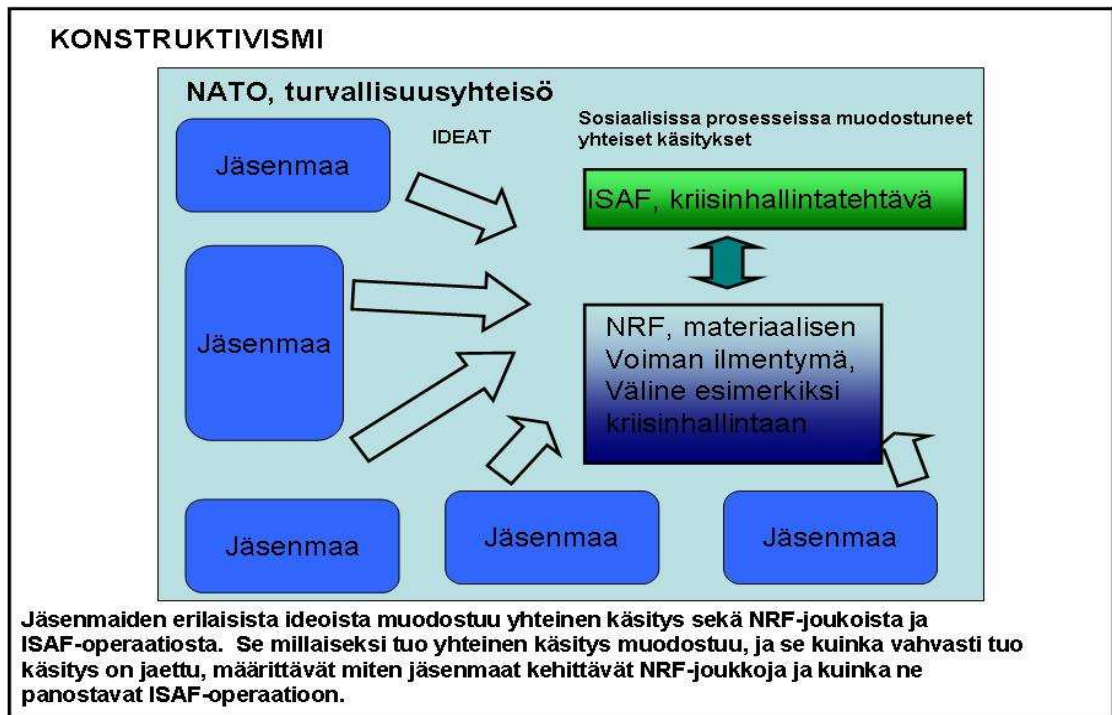 KONSTRUKTIVISMI
NATO, turvallisuusyhteisö
Jäsenmaa
IDEAT
Sosiaalisissa prosesseissa muodostuneet
yhteiset käsitykset
ISAF, kriisinhallintatehtävä
Jäsenmaa
NRF, materiaalisen
Voiman ilmentymä,
Väline esimerkiksi
kriisinhallintaan
Jäsenmaa
Jäsenmaa
Jäsenmaa
Jäsenmaiden erilaisista ideoista muodostuu yhteinen käsitys sekä NRF-joukoista ja
ISAF-operaatiosta. Se millaiseksi tuo yhteinen käsitys muodostuu, ja se kuinka vahvasti tuo
käsitys on jaettu, määrittävät miten jäsenmaat kehittävät NRF-joukkoja ja kuinka ne
panostavat ISAF-operaatioon.